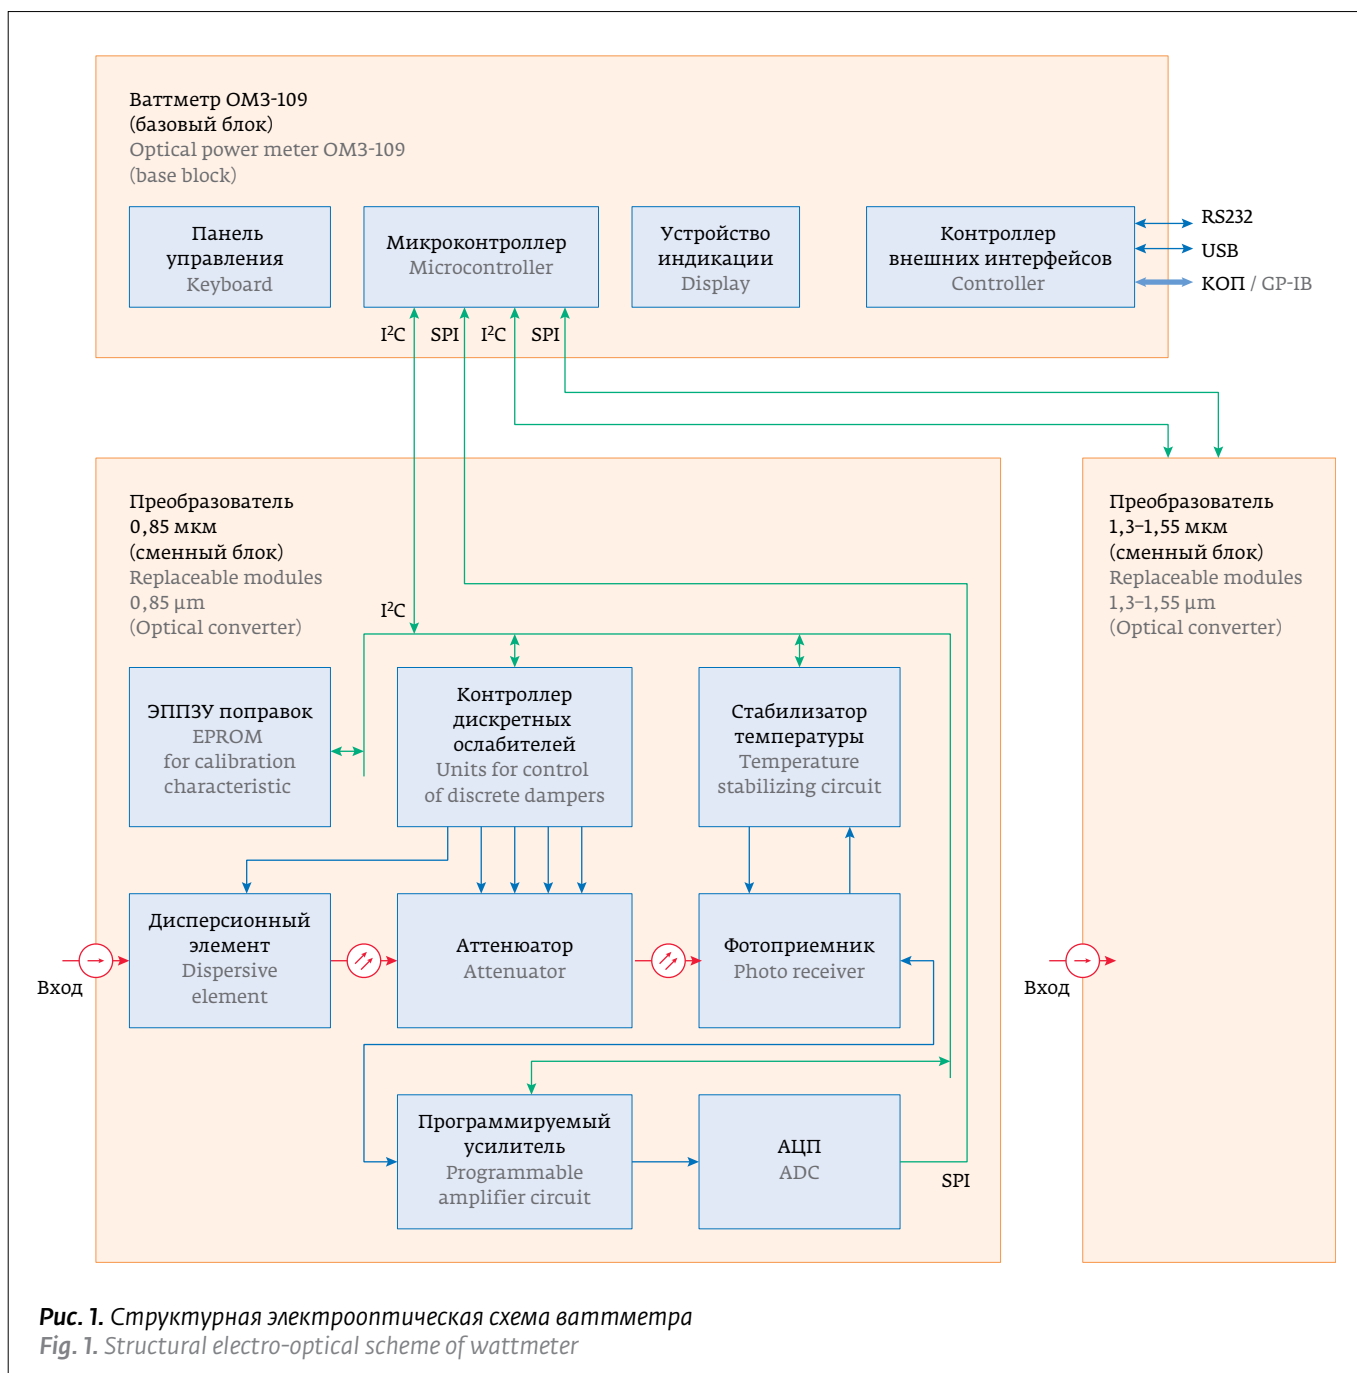 Ваттметр ОМ3-109
(базовый блок)
Optical power meter OM3-109
(base block)
Панель
управления
Keyboard
Микроконтроллер
Microcontroller
Устройство
индикации
Display
Контроллер
внешних интерфейсов
Controller
RS232
USB
КОП / GP-IB
I²C
SPI
I²C
SPI
Преобразователь
0,85 мкм
(сменный блок)
Replaceable modules
0,85 µm
(Optical converter)
I²C
Преобразователь
1,3–1,55 мкм
(сменный блок)
Replaceable modules
1,3–1,55 µm
(Optical converter)
ЭППЗУ поправок
EPROM
for calibration
characteristic
Контроллер
дискретных
ослабителей
Units for control
of discrete dampers
Стабилизатор
температуры
Temperature
stabilizing circuit
Вход
Дисперсионный
элемент
Dispersive
element
Аттенюатор
Attenuator
Фотоприемник
Photo receiver
Вход
Программируемый
усилитель
Programmable
amplifier circuit
АЦП
ADC
SPI
Рис. 1. Структурная электрооптическая схема ваттметра
Fig. 1. Structural electro-optical scheme of wattmeter